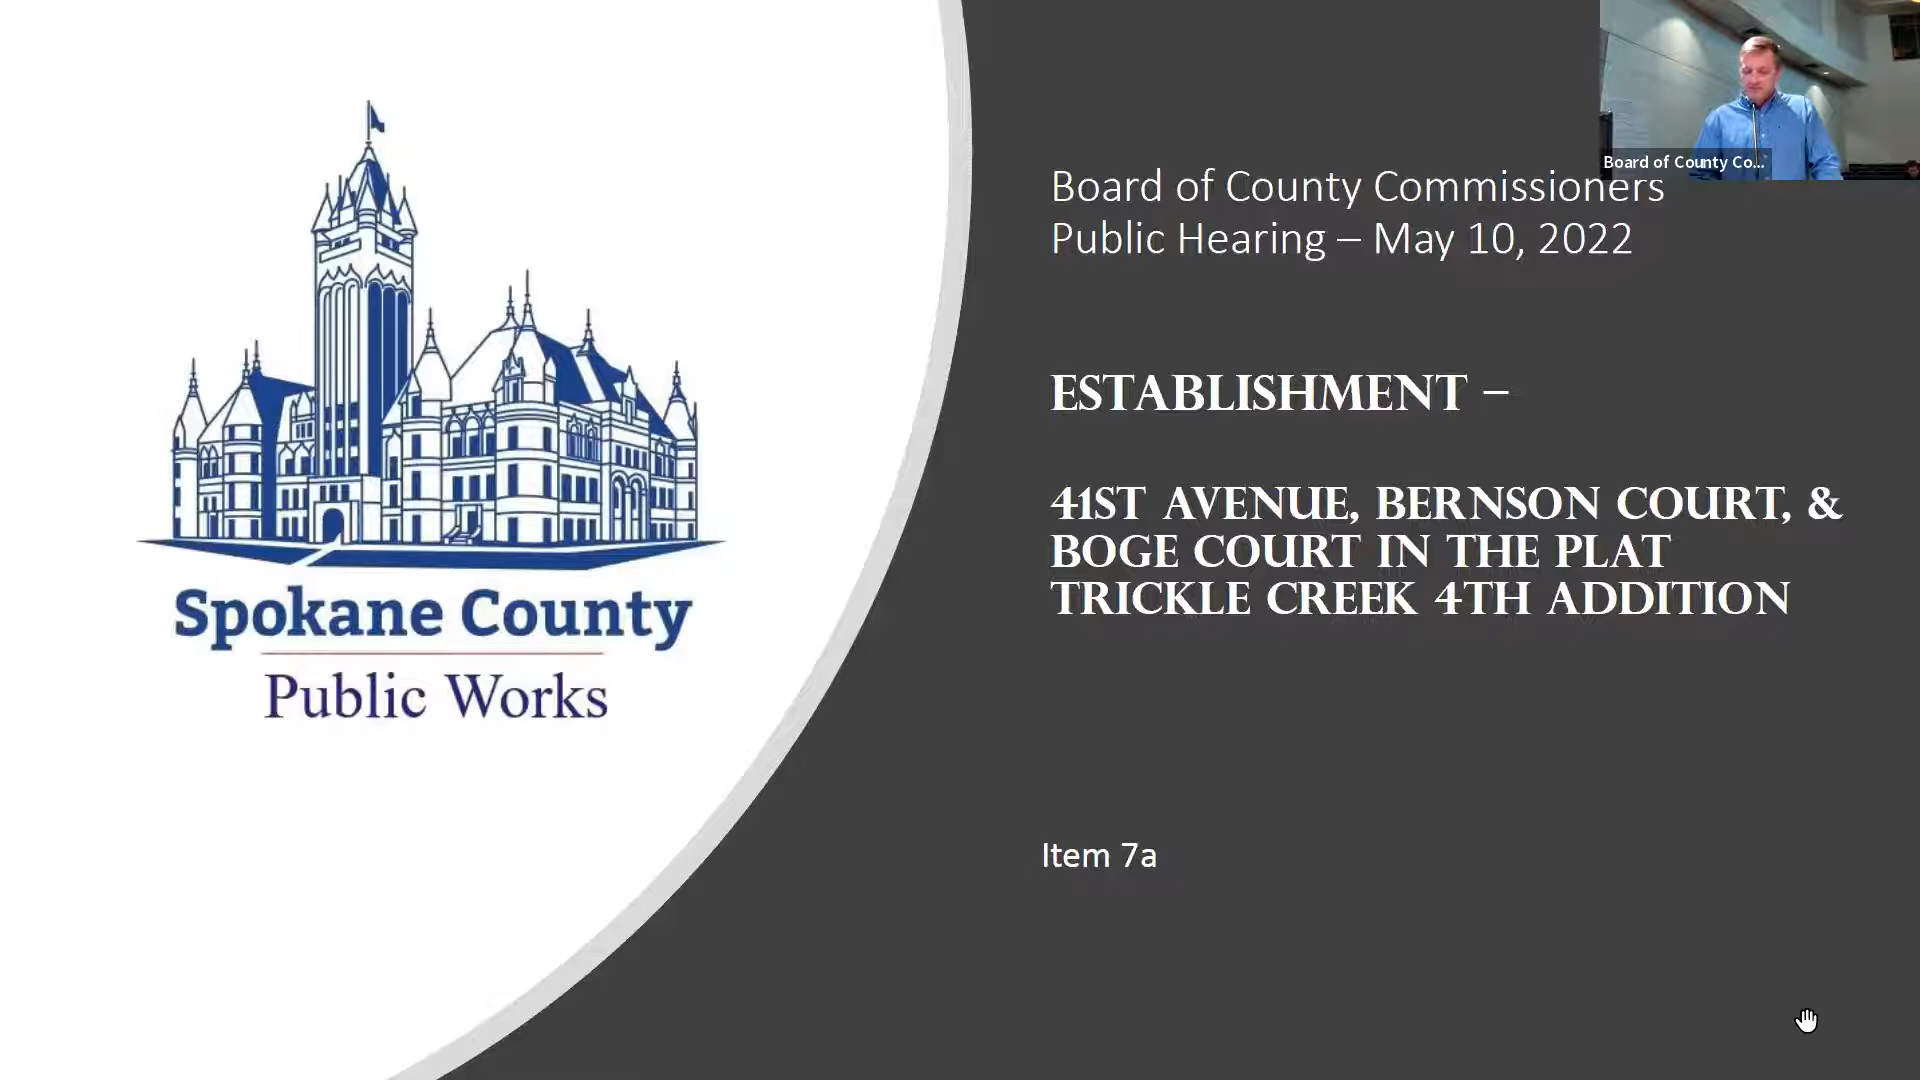 Board of County Co...
Board of County Commissioners
Public Hearing – May 10, 2022
ESTABLISHMENT –
41ST AVENUE, BERNSON COURT, &
BOGE COURT IN THE PLAT
TRICKLE CREEK 4TH ADDITION
Item 7a
Spokane County
Public Works